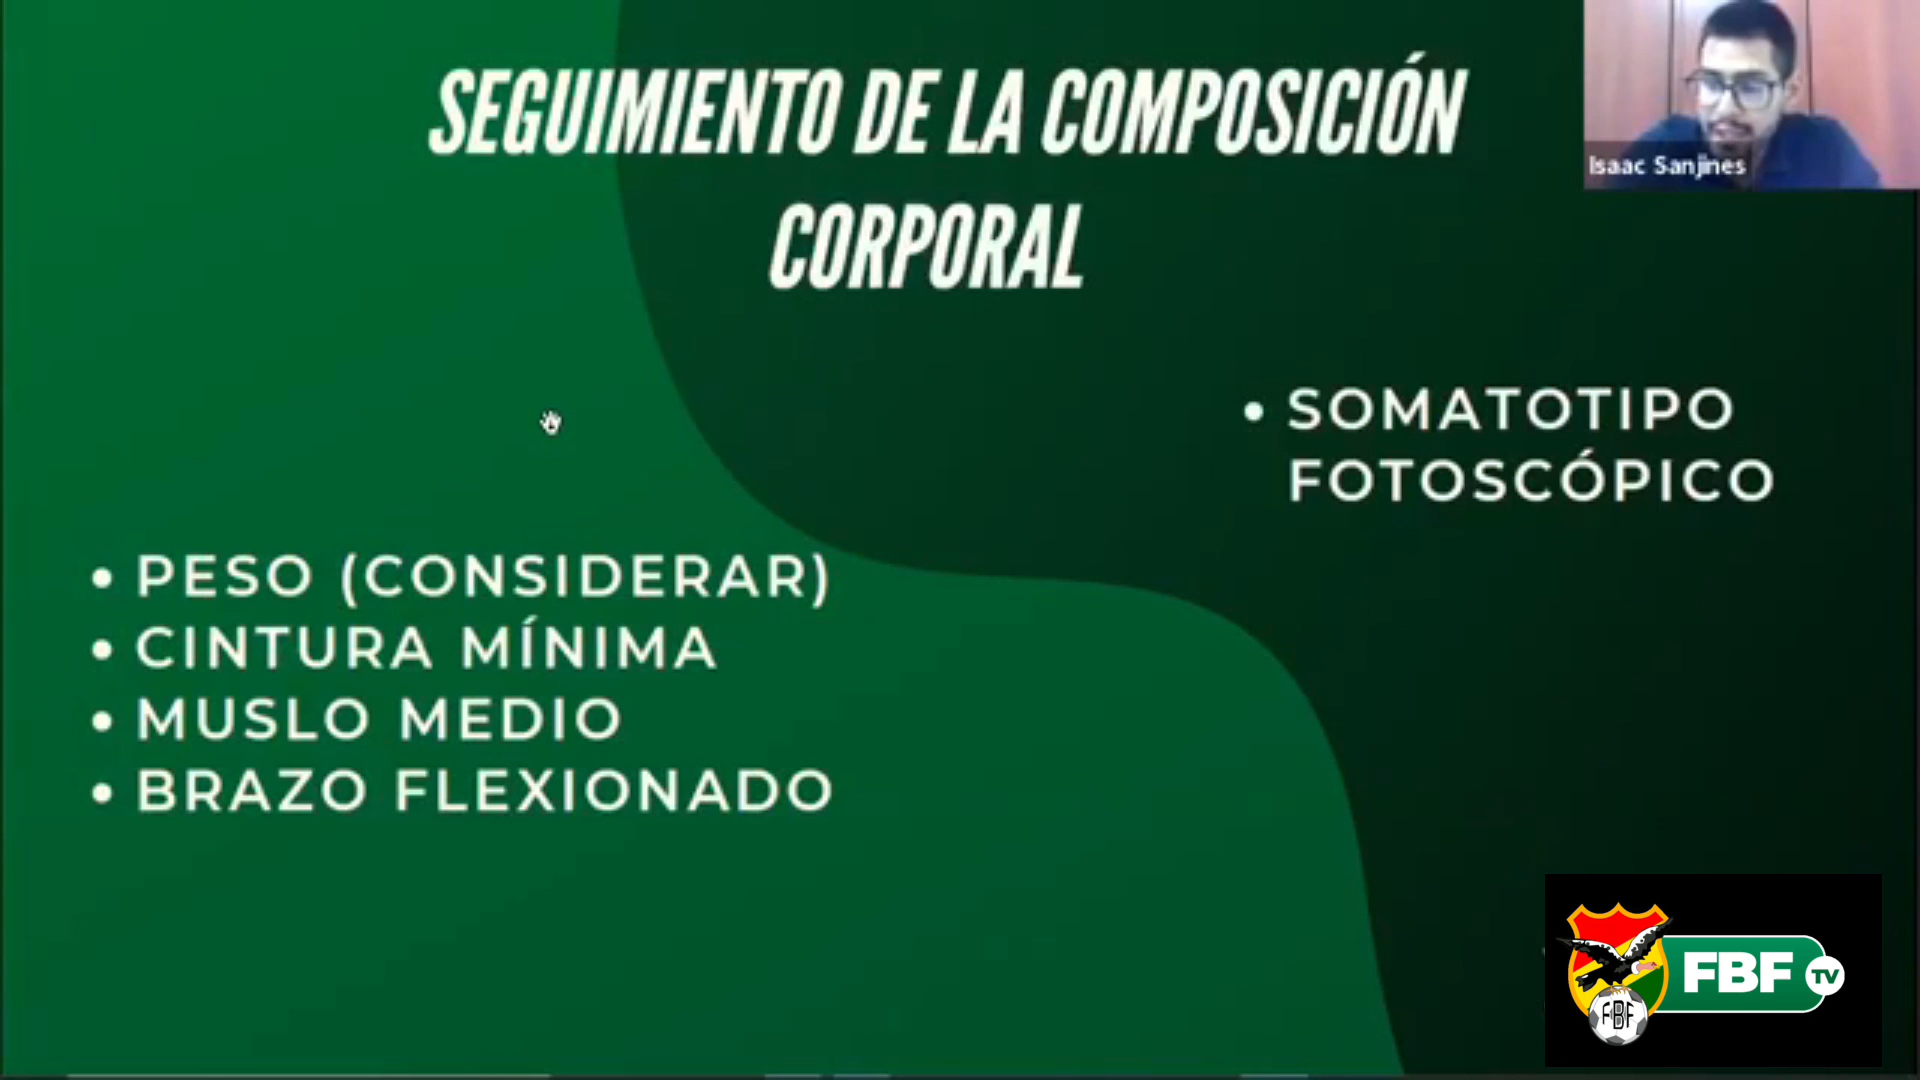 SEGUIMIENTO DE LA COMPOSICIÓN
CORPORAL
Isaac Sanjines
• SOMATOTIPO
FOTOSCÓPICO
• PESO (CONSIDERAR)
• CINTURA MÍNIMA
• MUSLO MEDIO
• BRAZO FLEXIONADO
FBF TV
FBF